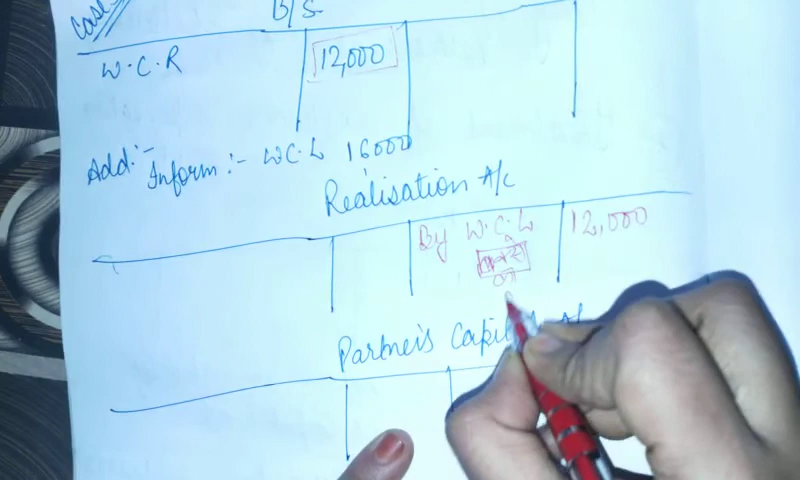 Case
B/S
W.C.R 12,000
Add:- Inform:- W.C.L 16000
Realisation A/c
By W.C.L 12,000
Partner's Capital A/c